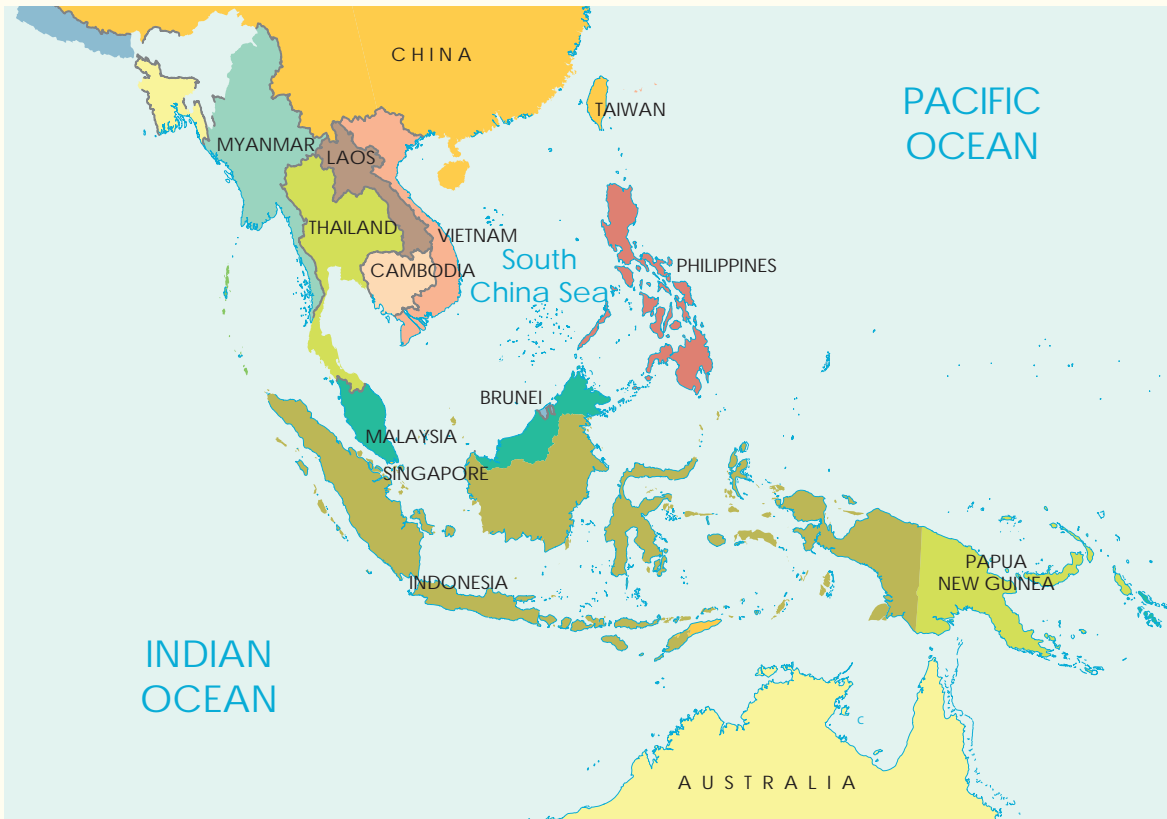 CHINA
TAIWAN
PACIFIC
OCEAN
MYANMAR
LAOS
THAILAND
VIETNAM
CAMBODIA
South
China Sea
PHILIPPINES
BRUNEI
MALAYSIA
SINGAPORE
INDONESIA
PAPUA
NEW GUINEA
INDIAN
OCEAN
AUSTRALIA